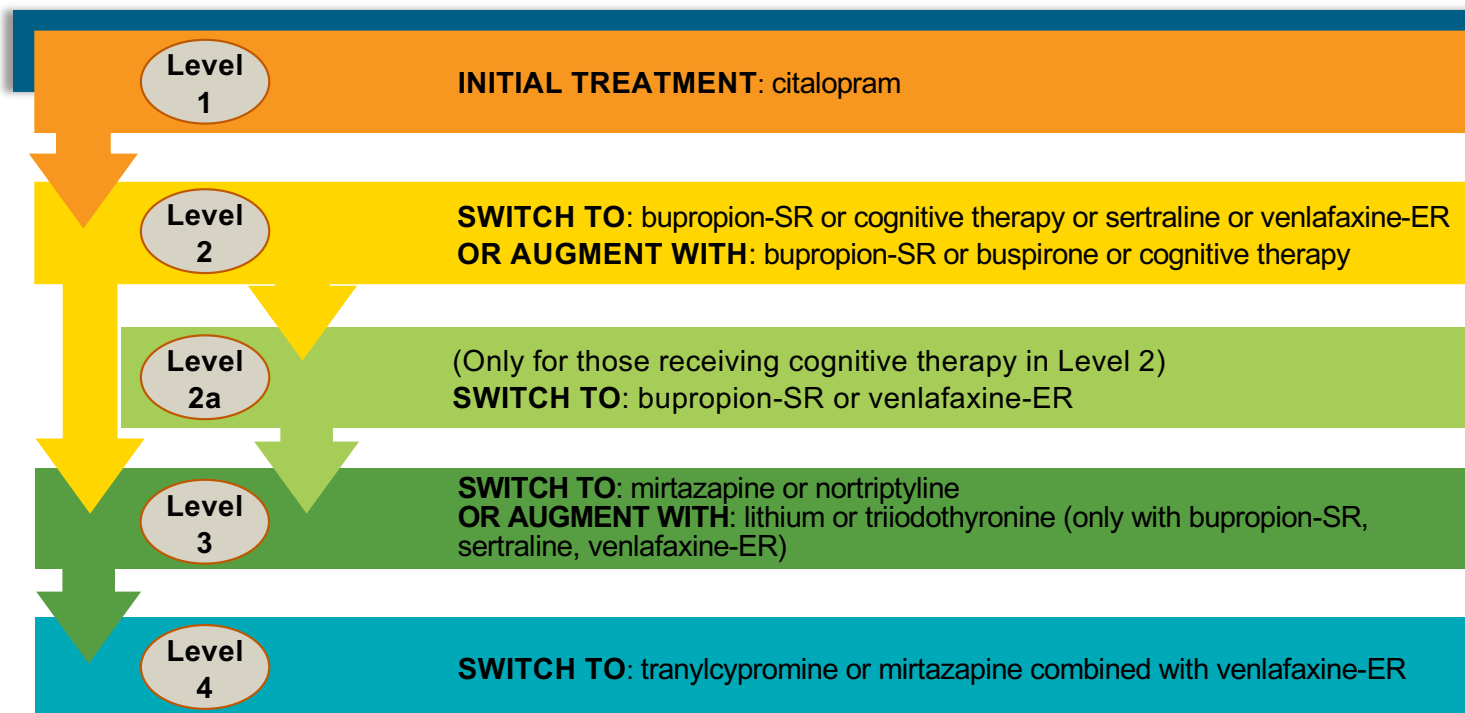 Level
1
INITIAL TREATMENT: citalopram
Level
2
SWITCH TO: bupropion-SR or cognitive therapy or sertraline or venlafaxine-ER
OR AUGMENT WITH: bupropion-SR or buspirone or cognitive therapy
Level
2a
(Only for those receiving cognitive therapy in Level 2)
SWITCH TO: bupropion-SR or venlafaxine-ER
Level
3
SWITCH TO: mirtazapine or nortriptyline
OR AUGMENT WITH: lithium or triiodothyronine (only with bupropion-SR,
sertraline, venlafaxine-ER)
Level
4
SWITCH TO: tranylcypromine or mirtazapine combined with venlafaxine-ER